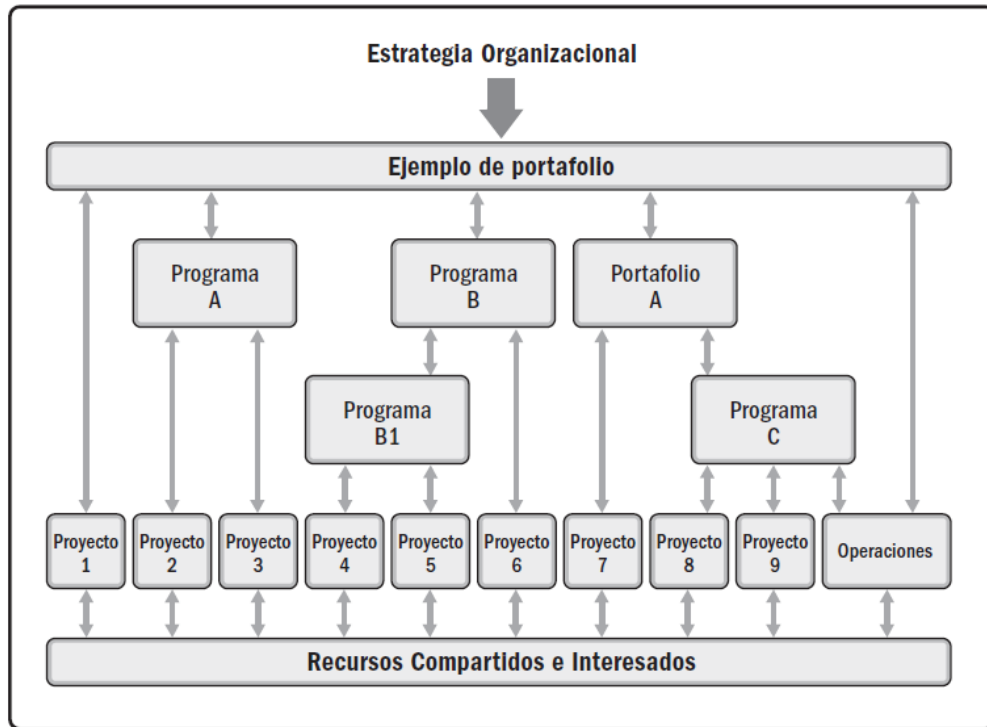 Estrategia Organizacional
Ejemplo de portafolio
Programa
A
Programa
B
Portafolio
A
Programa
B1
Programa
C
Proyecto
1
Proyecto
2
Proyecto
3
Proyecto
4
Proyecto
5
Proyecto
6
Proyecto
7
Proyecto
8
Proyecto
9
Operaciones
Recursos Compartidos e Interesados